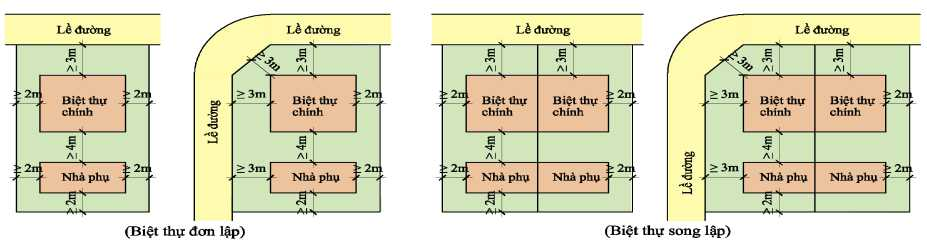 Lề đường
≥ 3m
≥ 2m
Biệt thự
chính
≥ 2m
≥ 4m
≥ 2m
Nhà phụ
≥ 2m
≥ 2m
Lề đường
Lề đường
≥ 3m
≥ 3m
≥ 3m
Biệt thự
chính
≥ 2m
≥ 4m
≥ 3m
Nhà phụ
≥ 2m
≥ 2m
(Biệt thự đơn lập)
Lề đường
≥ 3m
≥ 3m
≥ 2m
Biệt thự
chính
Biệt thự
chính
≥ 2m
≥ 4m
≥ 2m
Nhà phụ
Nhà phụ
≥ 2m
≥ 2m
Lề đường
Lề đường
≥ 3m
≥ 3m
≥ 3m
≥ 3m
Biệt thự
chính
Biệt thự
chính
≥ 2m
≥ 4m
≥ 3m
Nhà phụ
Nhà phụ
≥ 2m
≥ 2m
(Biệt thự song lập)